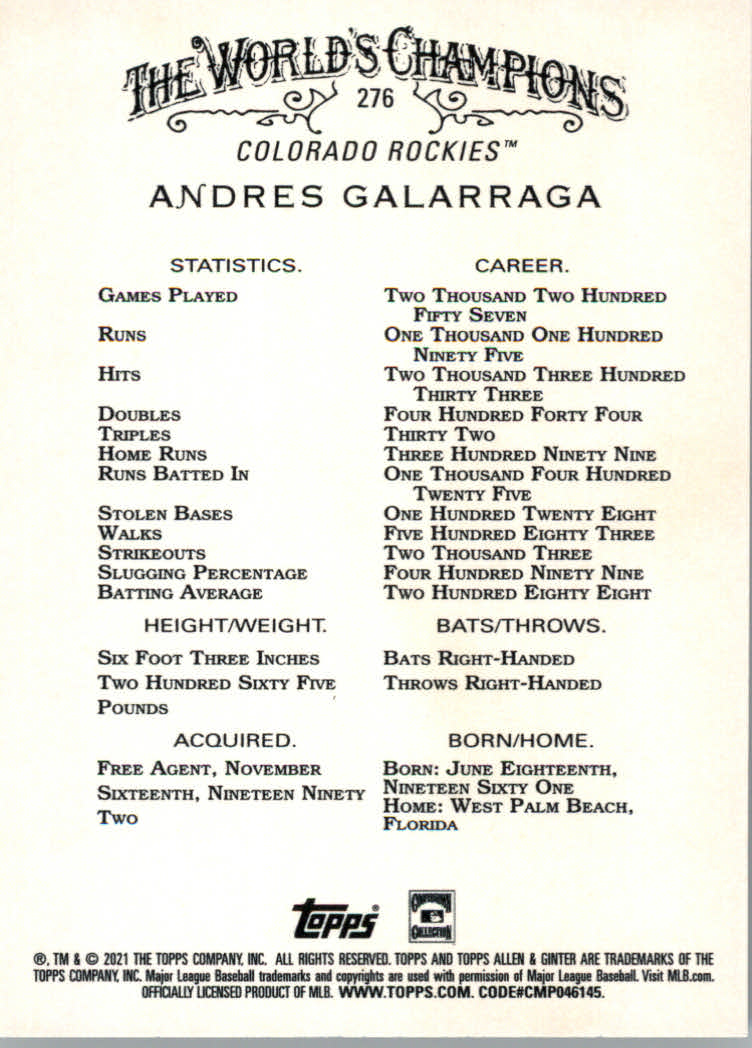 THE WORLD'S CHAMPIONS
276
COLORADO ROCKIES™
ANDRES GALARRAGA
STATISTICS. CAREER.
GAMES PLAYED TWO THOUSAND TWO HUNDRED
FIFTY SEVEN
RUNS ONE THOUSAND ONE HUNDRED
NINETY FIVE
HITS TWO THOUSAND THREE HUNDRED
THIRTY THREE
DOUBLES FOUR HUNDRED FORTY FOUR
TRIPLES THIRTY TWO
HOME RUNS THREE HUNDRED NINETY NINE
RUNS BATTED IN ONE THOUSAND FOUR HUNDRED
TWENTY FIVE
STOLEN BASES ONE HUNDRED TWENTY EIGHT
WALKS FIVE HUNDRED EIGHTY THREE
STRIKEOUTS TWO THOUSAND THREE
SLUGGING PERCENTAGE FOUR HUNDRED NINETY NINE
BATTING AVERAGE TWO HUNDRED EIGHTY EIGHT
HEIGHT/WEIGHT.
SIX FOOT THREE INCHES
TWO HUNDRED SIXTY FIVE
POUNDS
BATS/THROWS.
BATS RIGHT-HANDED
THROWS RIGHT-HANDED
ACQUIRED.
FREE AGENT, NOVEMBER
SIXTEENTH, NINETEEN NINETY
TWO
BORN/HOME.
BORN: JUNE EIGHTEENTH,
NINETEEN SIXTY ONE
HOME: WEST PALM BEACH,
FLORIDA
Topps®
COOPERSTOWN
COLLECTION
®, TM & © 2021 THE TOPPS COMPANY, INC. ALL RIGHTS RESERVED. TOPPS AND TOPPS ALLEN & GINTER ARE TRADEMARKS OF THE
TOPPS COMPANY, INC. Major League Baseball trademarks and copyrights are used with permission of Major League Baseball. Visit MLB.com.
OFFICIALLY LICENSED PRODUCT OF MLB. WWW.TOPPS.COM. CODE#CMP046145.